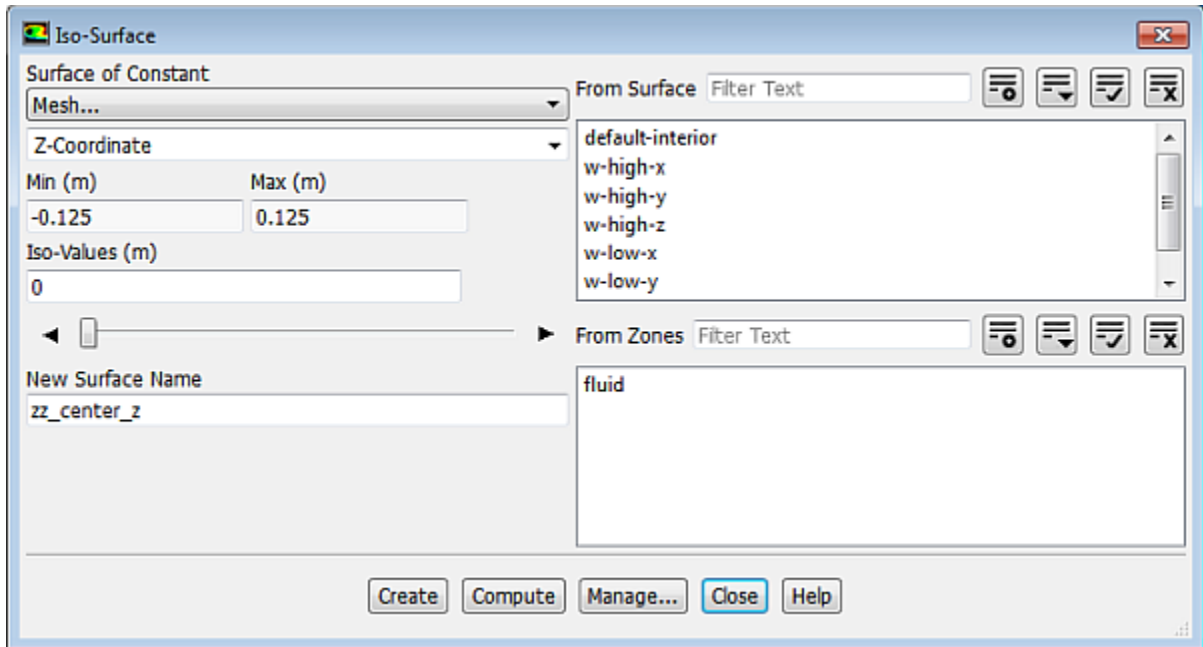 Iso-Surface
Surface of Constant
Mesh...
Z-Coordinate
Min (m) Max (m)
-0.125 0.125
Iso-Values (m)
0
New Surface Name
zz_center_z
From Surface Filter Text
default-interior
w-high-x
w-high-y
w-high-z
w-low-x
w-low-y
From Zones Filter Text
fluid
Create Compute Manage... Close Help